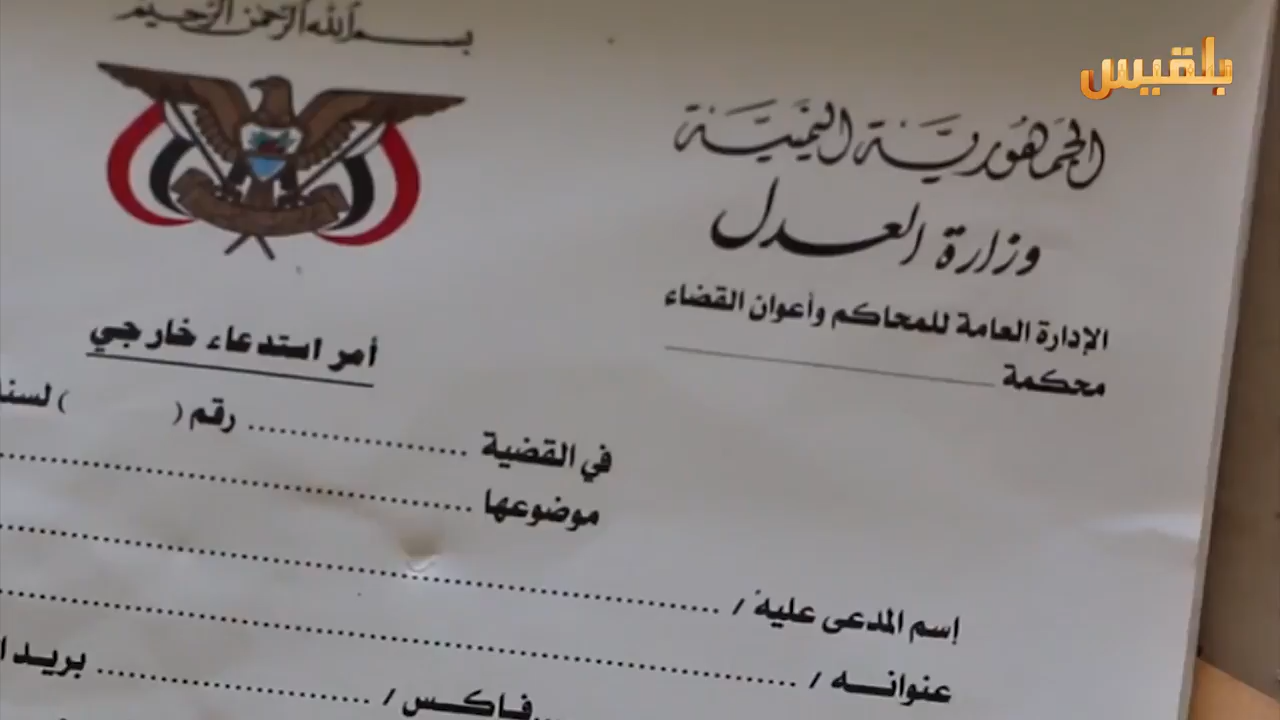 بلقيس
بسم الله الرحمن الرحيم
الجمهورية اليمنية
وزارة العدل
الإدارة العامة للمحاكم وأعوان القضاء
محكمة
أمر استدعاء خارجي
في القضية .......................... رقم (          ) لسنة
موضوعها ..........................
إسم المدعى عليه / ..........................
عنوانه / ..........................
فاكس / .......................... بريد